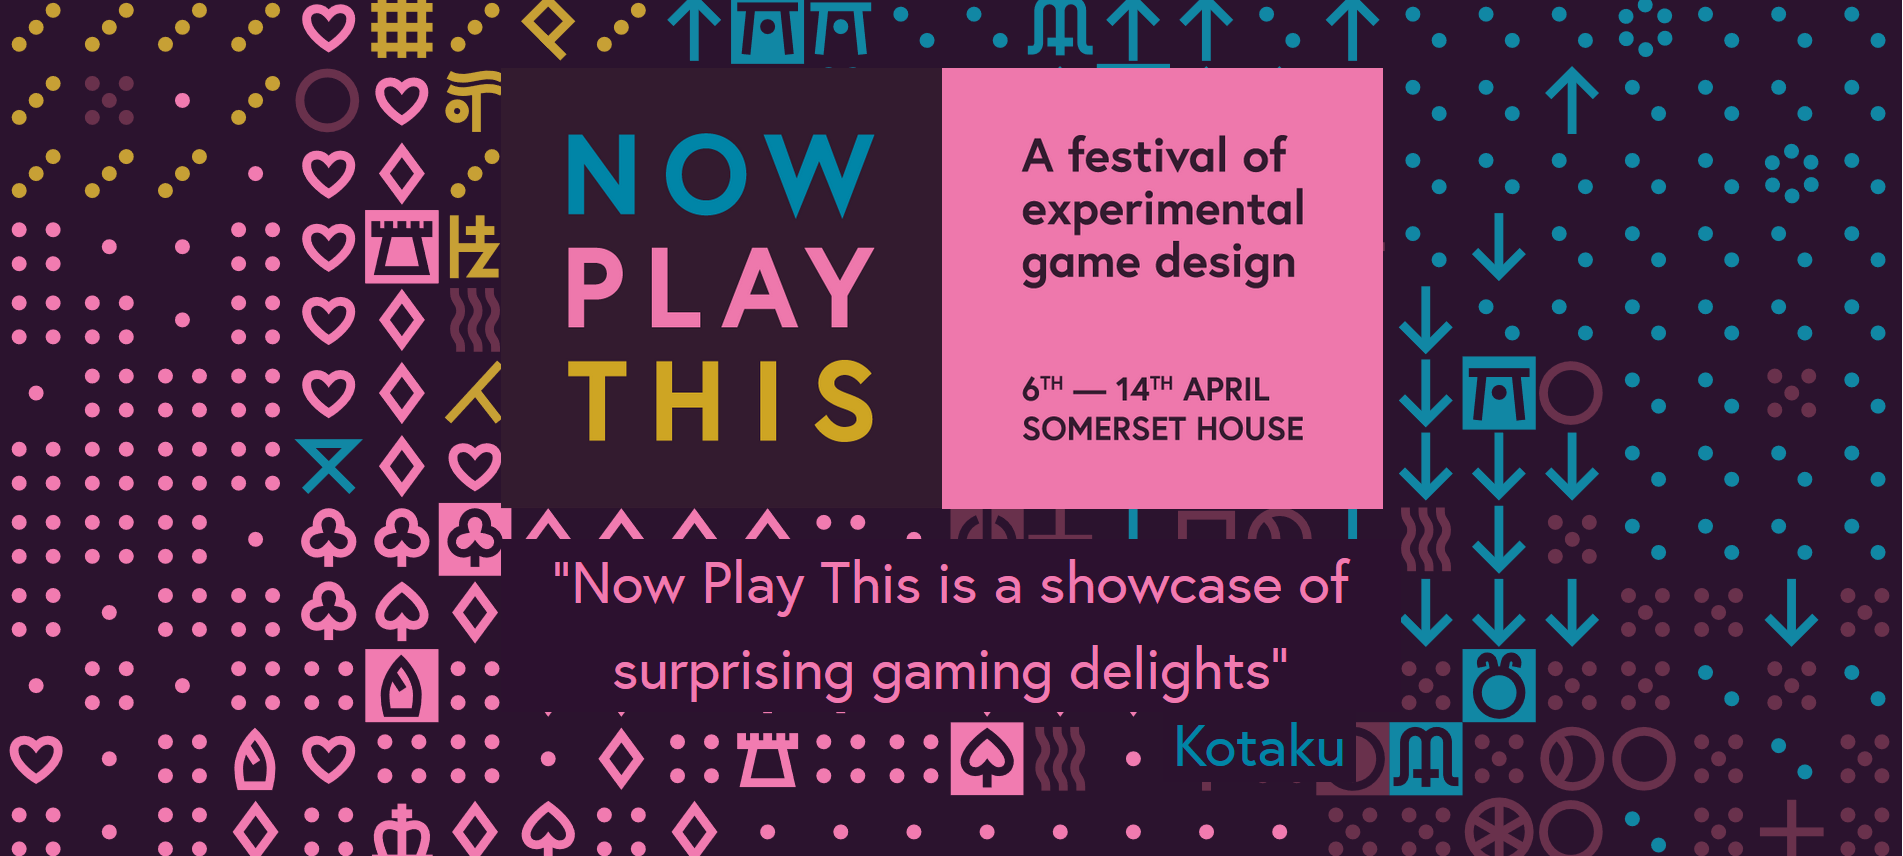 NOW
PLAY
THIS
A festival of
experimental
game design
6TH — 14TH APRIL
SOMERSET HOUSE
"Now Play This is a showcase of
surprising gaming delights"
Kotaku